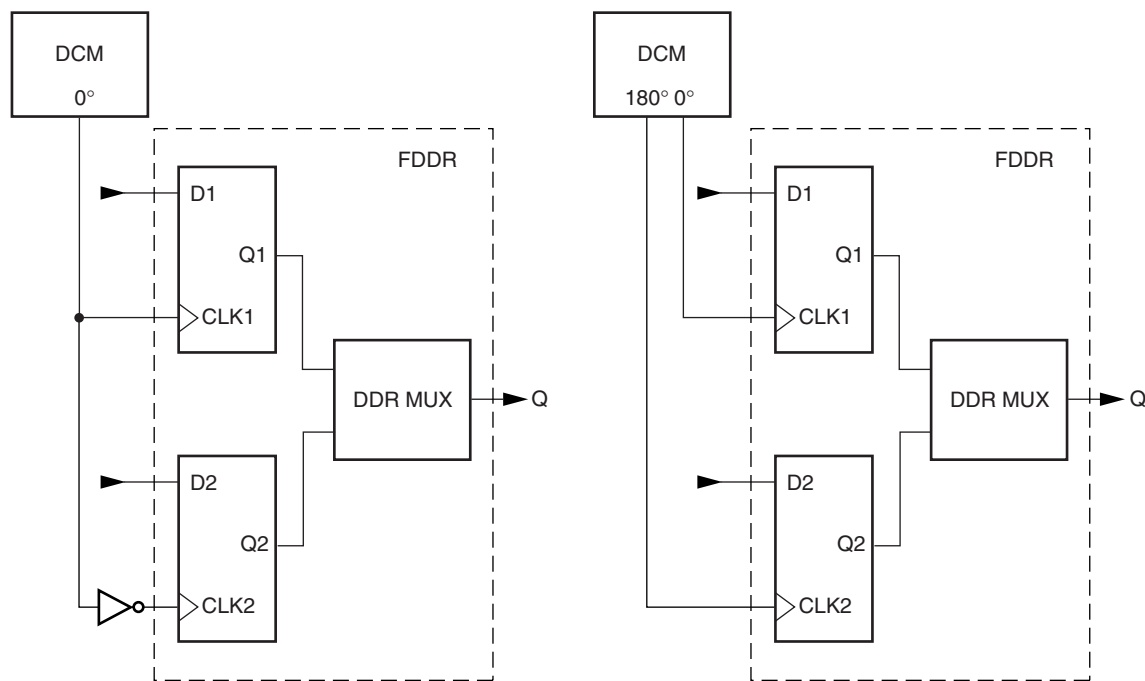 DCM
0°
FDDR
D1
Q1
CLK1
DDR MUX
Q
D2
Q2
CLK2
DCM
180° 0°
FDDR
D1
Q1
CLK1
DDR MUX
Q
D2
Q2
CLK2